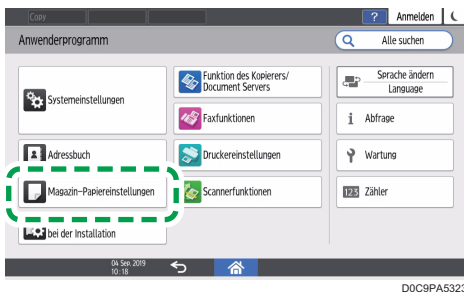 Copy
? Anmelden
Anwenderprogramm
Alle suchen
Systemeinstellungen
Funktion des Kopierers/
Document Servers
Sprache ändern
Language
Faxfunktionen
i Abfrage
Adressbuch
Druckereinstellungen
Wartung
Magazin-Papiereinstellungen
Scannerfunktionen
123 Zähler
bei der Installation
04 Sep. 2019
10:18
D0C9PA5323